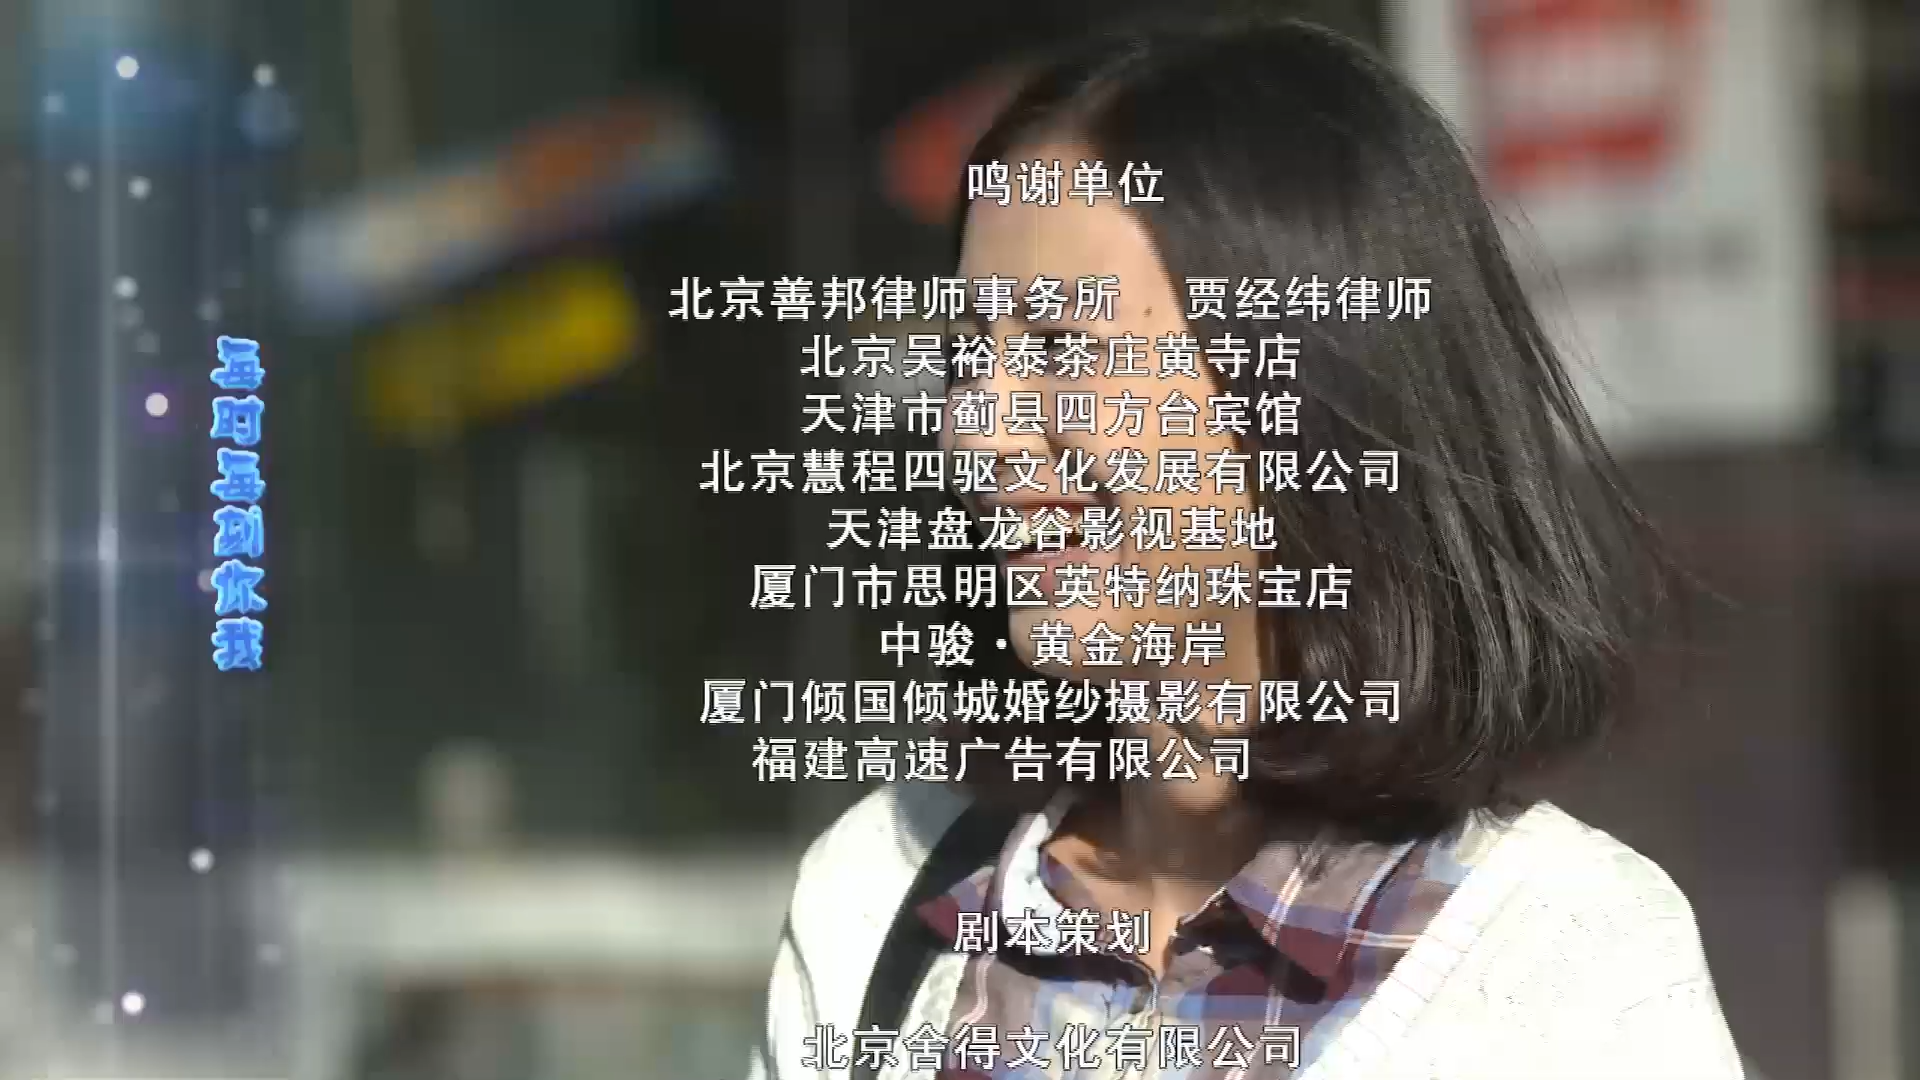 每时每刻你我
鸣谢单位
北京善邦律师事务所 贾经纬律师
北京吴裕泰茶庄黄寺店
天津市蓟县四方台宾馆
北京慧程四驱文化发展有限公司
天津盘龙谷影视基地
厦门市思明区英特纳珠宝店
中骏·黄金海岸
厦门倾国倾城婚纱摄影有限公司
福建高速广告有限公司
剧本策划
北京舍得文化有限公司